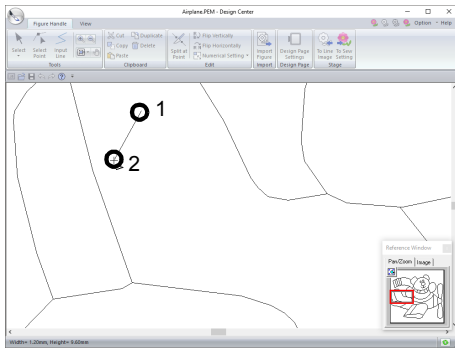 Airplane.PEM - Design Center
Figure Handle View Option Help
Select
Select Point
Input Line
Tools
Cut Duplicate
Copy Delete
Paste
Clipboard
Split at Point
Flip Vertically
Flip Horizontally
Numerical Setting
Edit
Import Figure
Import
Design Page Settings
Design Page
To Line Image
To Sew Setting
Stage
1
2
Reference Window
Pan/Zoom Image
Width= 1.20mm, Height= 9.60mm